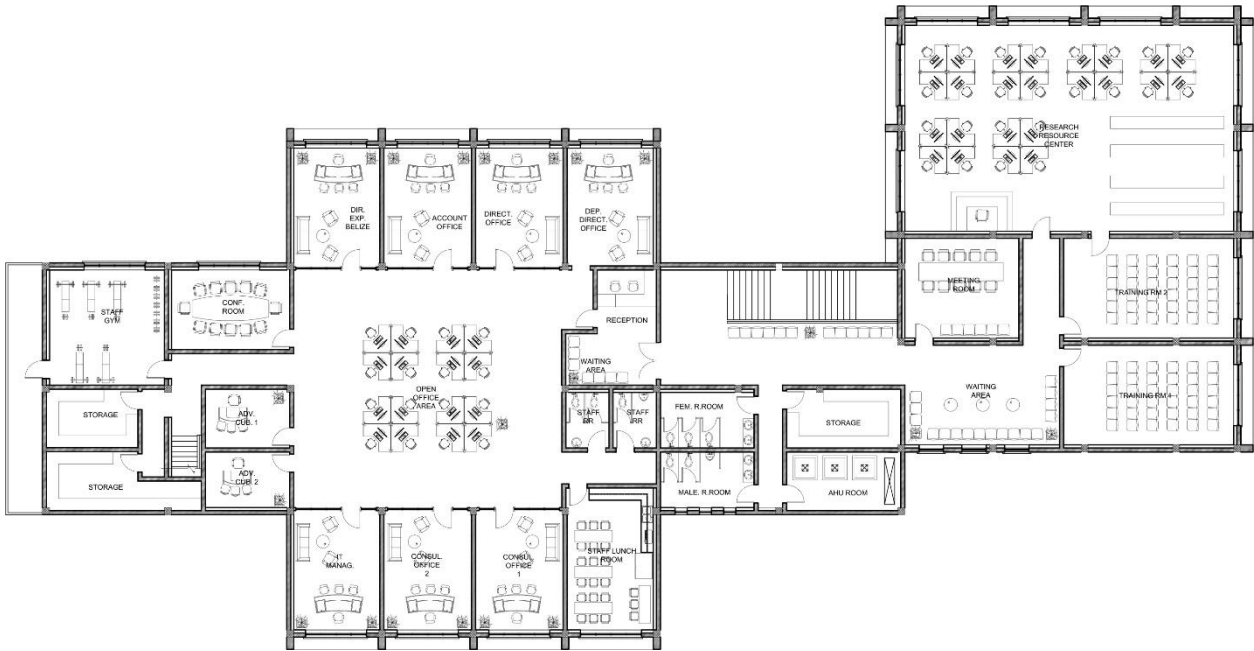 RESEARCH
RESOURCE
CENTER
DIR.
EXP.
BELIZE
ACCOUNT
OFFICE
DIRECT.
OFFICE
DEP.
DIRECT.
OFFICE
STAFF
GYM
CONF.
ROOM
RECEPTION
MEETING
ROOM
TRAINING RM 2
WAITING
AREA
OPEN
OFFICE
AREA
STORAGE
ADV.
CUB. 1
STAFF
RR
STAFF
RR
FEM. R.ROOM
STORAGE
WAITING
AREA
TRAINING RM 1
STORAGE
ADV.
CUB. 2
MALE. R.ROOM
AHU ROOM
I.T
MANAG.
CONSUL.
OFFICE
2
CONSUL.
OFFICE
1
STAFF LUNCH
ROOM